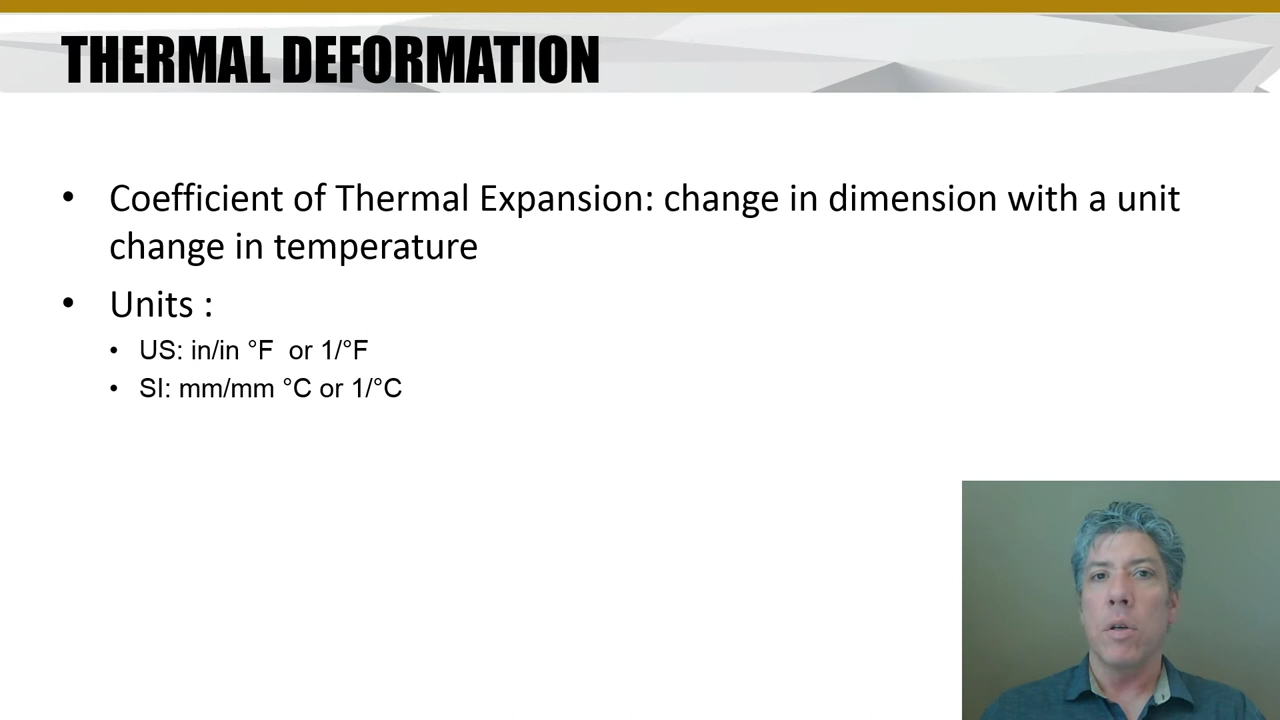 THERMAL DEFORMATION
• Coefficient of Thermal Expansion: change in dimension with a unit
change in temperature
• Units :
• US: in/in °F  or 1/°F
• SI: mm/mm °C or 1/°C